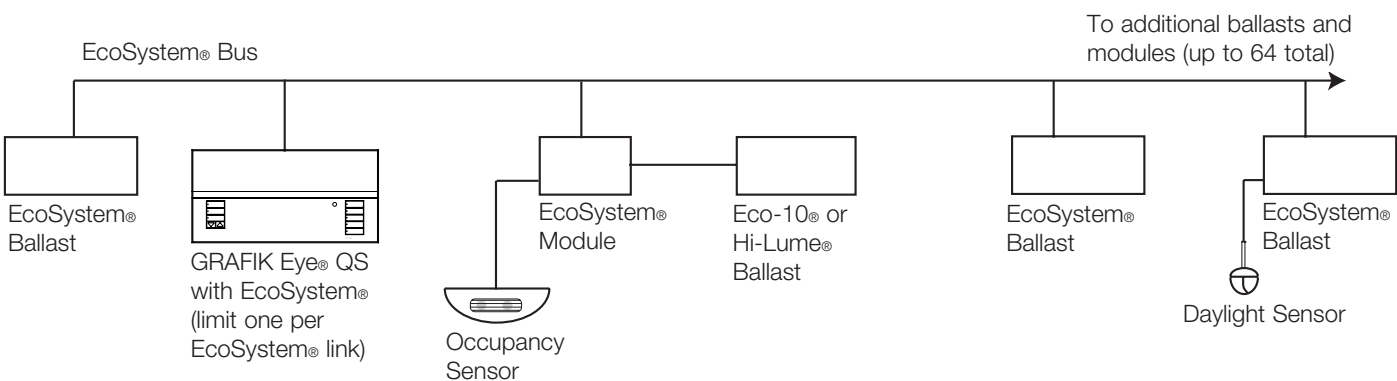 To additional ballasts and
modules (up to 64 total)
EcoSystem® Bus
EcoSystem®
Ballast
GRAFIK Eye® QS
with EcoSystem®
(limit one per
EcoSystem® link)
EcoSystem®
Module
Occupancy
Sensor
Eco-10® or
Hi-Lume®
Ballast
EcoSystem®
Ballast
EcoSystem®
Ballast
Daylight Sensor